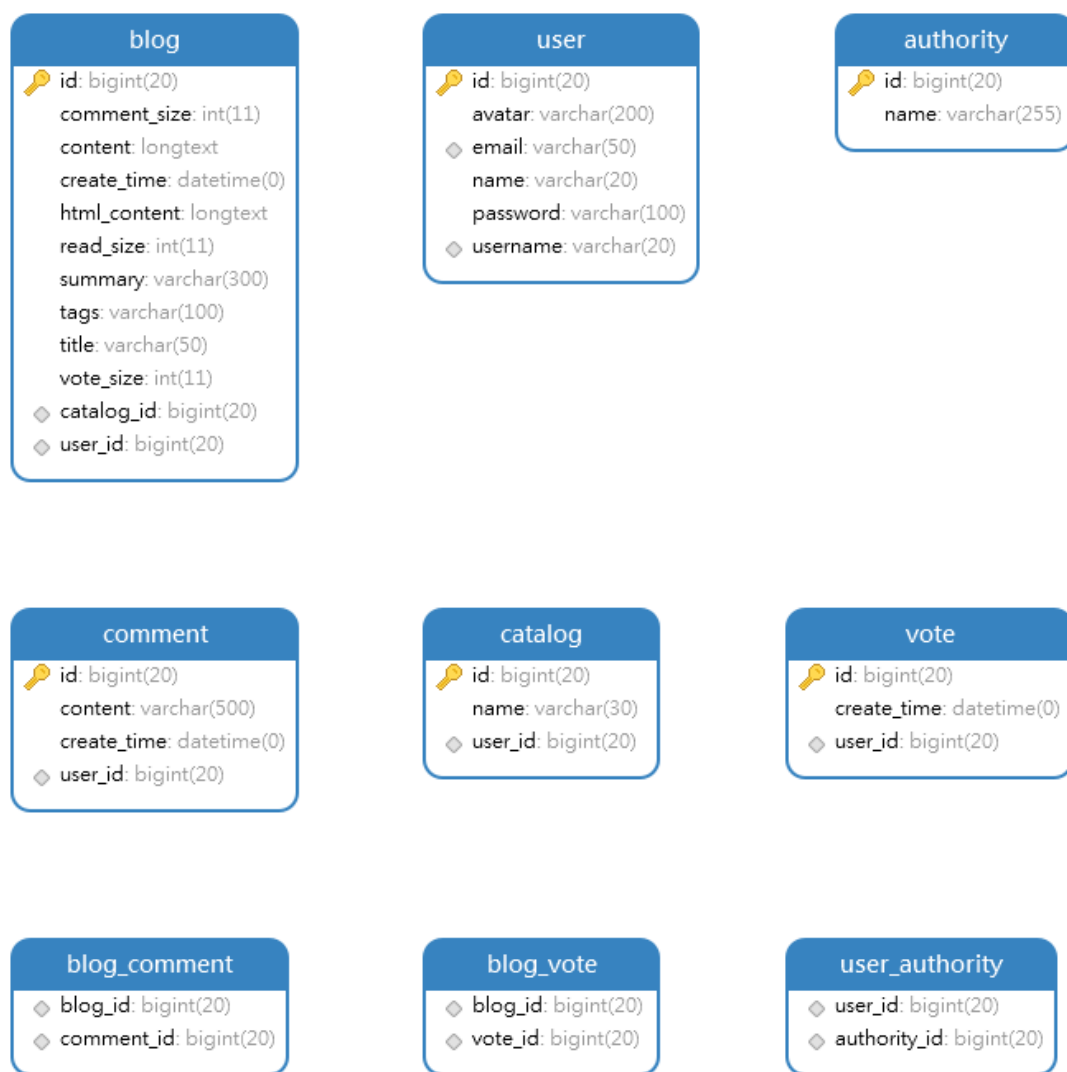 blog
id: bigint(20)
comment_size: int(11)
content: longtext
create_time: datetime(0)
html_content: longtext
read_size: int(11)
summary: varchar(300)
tags: varchar(100)
title: varchar(50)
vote_size: int(11)
catalog_id: bigint(20)
user_id: bigint(20)
user
id: bigint(20)
avatar: varchar(200)
email: varchar(50)
name: varchar(20)
password: varchar(100)
username: varchar(20)
authority
id: bigint(20)
name: varchar(255)
comment
id: bigint(20)
content: varchar(500)
create_time: datetime(0)
user_id: bigint(20)
catalog
id: bigint(20)
name: varchar(30)
user_id: bigint(20)
vote
id: bigint(20)
create_time: datetime(0)
user_id: bigint(20)
blog_comment
blog_id: bigint(20)
comment_id: bigint(20)
blog_vote
blog_id: bigint(20)
vote_id: bigint(20)
user_authority
user_id: bigint(20)
authority_id: bigint(20)